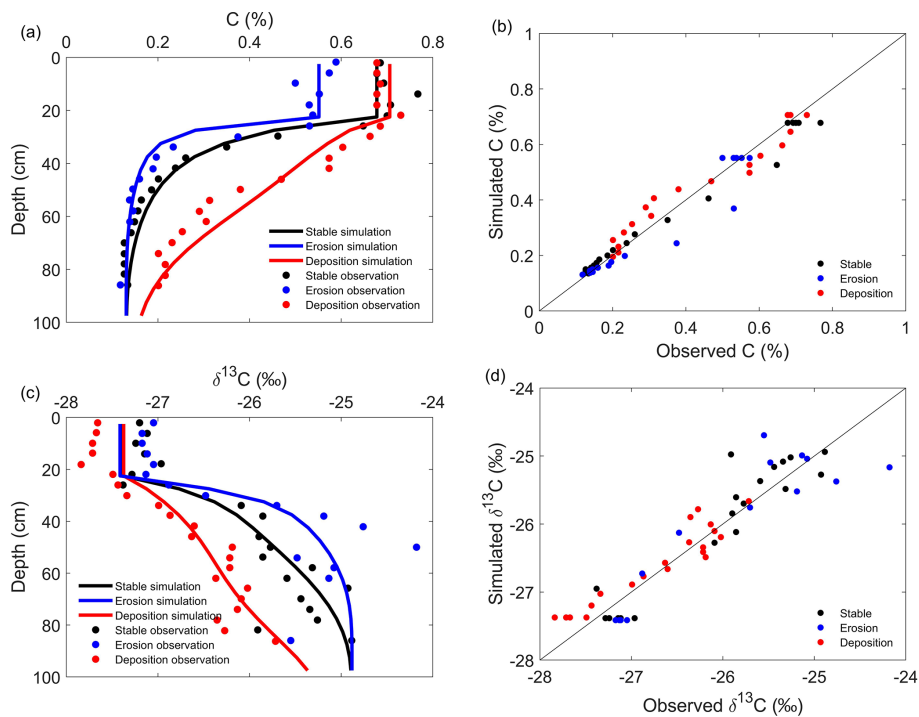 (a)
C (%)
0 0.2 0.4 0.6 0.8
0
20
40
60
80
100
Depth (cm)
Stable simulation
Erosion simulation
Deposition simulation
Stable observation
Erosion observation
Deposition observation
(b)
1
0.8
0.6
0.4
0.2
0
Simulated C (%)
Stable
Erosion
Deposition
0 0.2 0.4 0.6 0.8 1
Observed C (%)
(c)
δ¹³C (‰)
-28 -27 -26 -25 -24
0
20
40
60
80
100
Depth (cm)
Stable simulation
Erosion simulation
Deposition simulation
Stable observation
Erosion observation
Deposition observation
(d)
-24
-25
-26
-27
-28
Simulated δ¹³C (‰)
Stable
Erosion
Deposition
-28 -27 -26 -25 -24
Observed δ¹³C (‰)